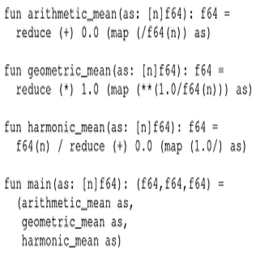 fun arithmetic_mean(as: [n]f64): f64 =
reduce (+) 0.0 (map (/f64(n)) as)
fun geometric_mean(as: [n]f64): f64 =
reduce (*) 1.0 (map (**(1.0/f64(n))) as)
fun harmonic_mean(as: [n]f64): f64 =
f64(n) / reduce (+) 0.0 (map (1.0/) as)
fun main(as: [n]f64): (f64,f64,f64) =
(arithmetic_mean as,
geometric_mean as,
harmonic_mean as)